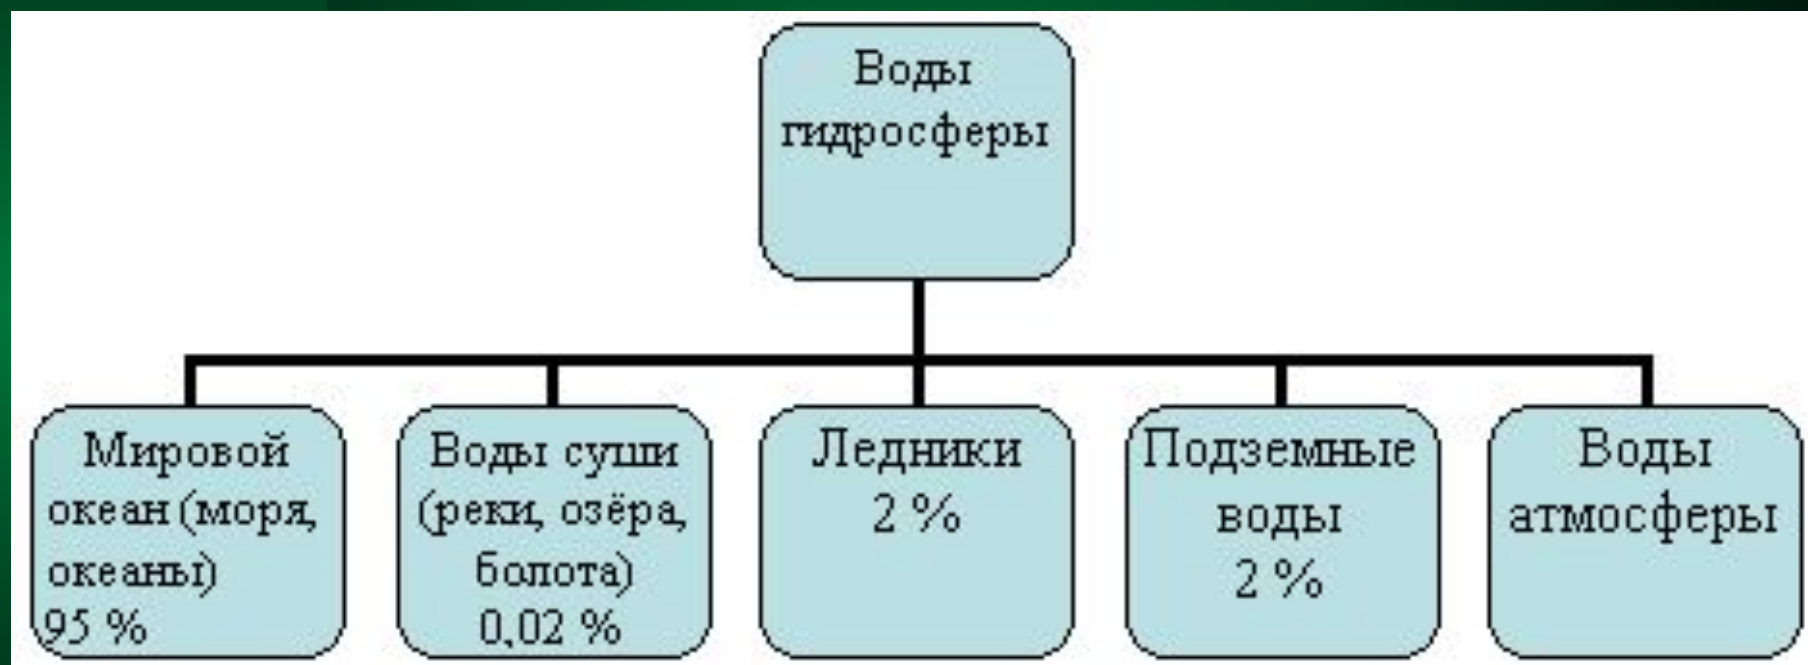 Воды
гидросферы
Мировой
океан (моря,
океаны)
95 %
Воды суши
(реки, озёра,
болота)
0,02 %
Ледники
2 %
Подземные
воды
2 %
Воды
атмосферы